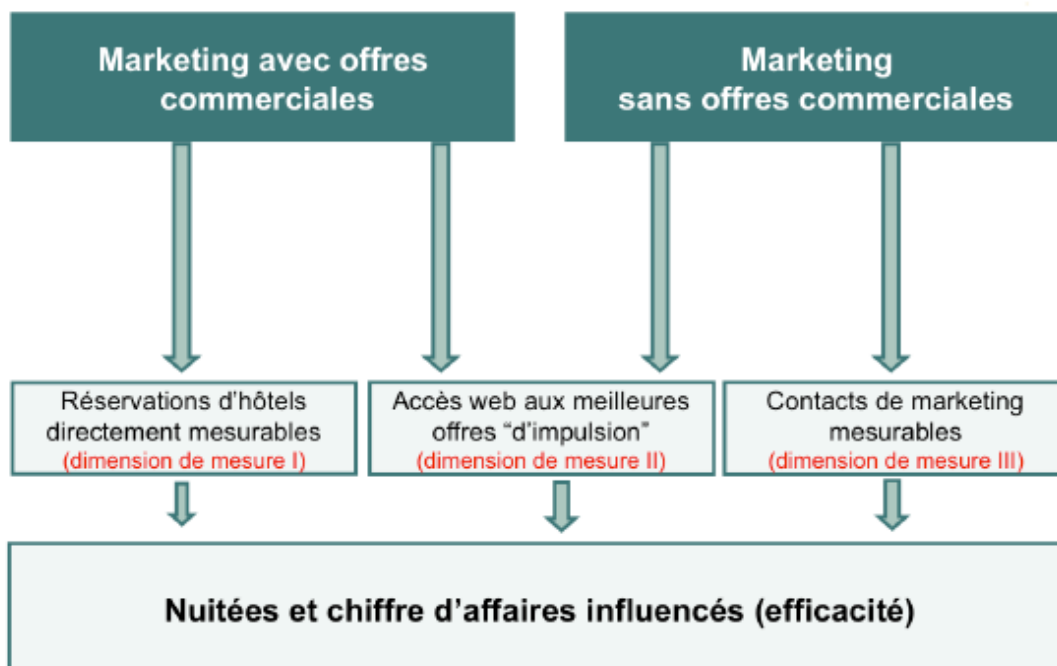 Marketing avec offres
commerciales
Marketing
sans offres commerciales
Réservations d'hôtels
directement mesurables
(dimension de mesure I)
Accès web aux meilleures
offres “d'impulsion”
(dimension de mesure II)
Contacts de marketing
mesurables
(dimension de mesure III)
Nuitées et chiffre d'affaires influencés (efficacité)